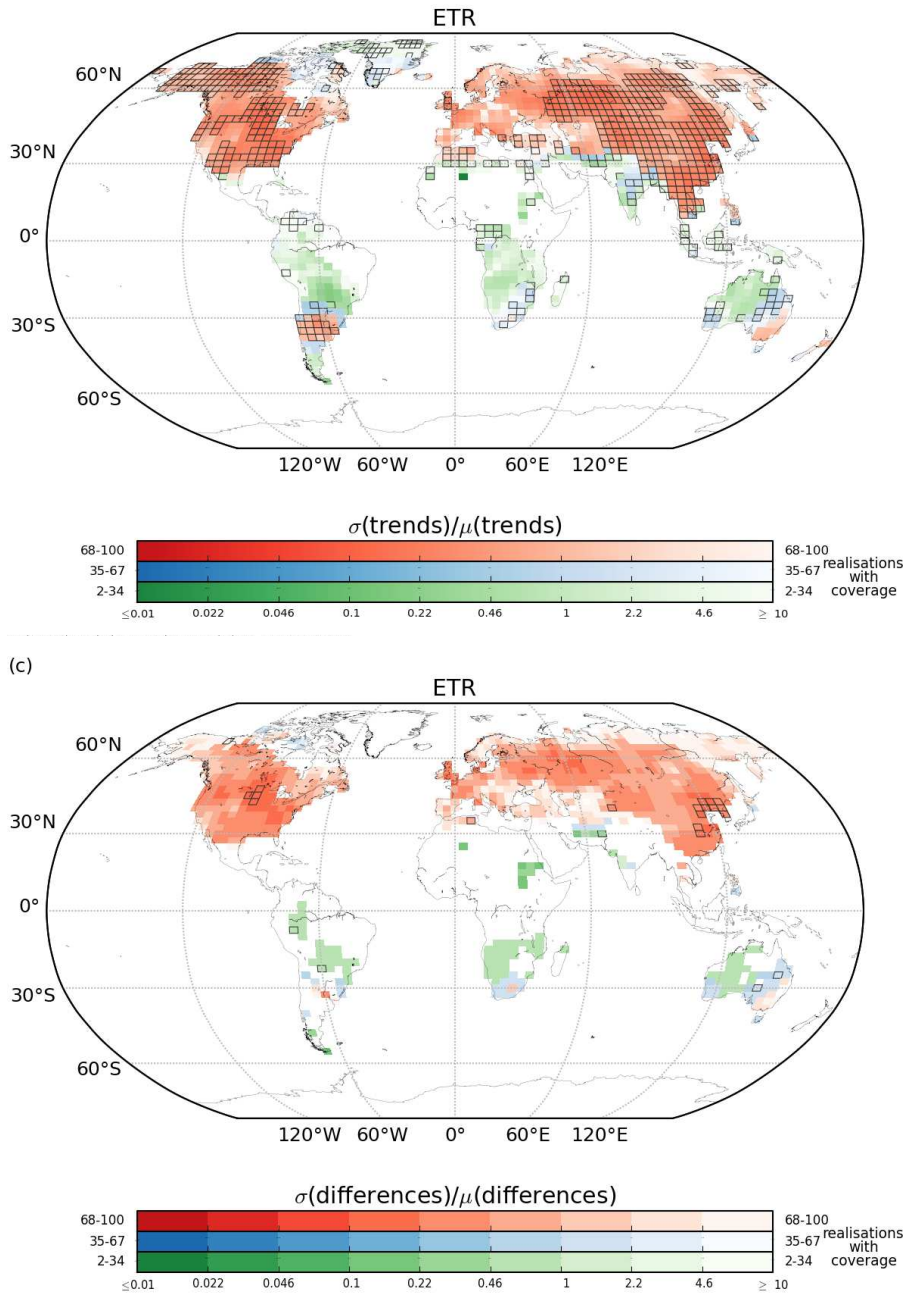 ETR
60°N
30°N
0°
30°S
60°S
120°W 60°W 0° 60°E 120°E
σ(trends)/μ(trends)
68-100 68-100
35-67 35-67 realisations
with
2-34 2-34 coverage
≤0.01 0.022 0.046 0.1 0.22 0.46 1 2.2 4.6 ≥ 10
(c)
ETR
60°N
30°N
0°
30°S
60°S
120°W 60°W 0° 60°E 120°E
σ(differences)/μ(differences)
68-100 68-100
35-67 35-67 realisations
with
2-34 2-34 coverage
≤0.01 0.022 0.046 0.1 0.22 0.46 1 2.2 4.6 ≥ 10